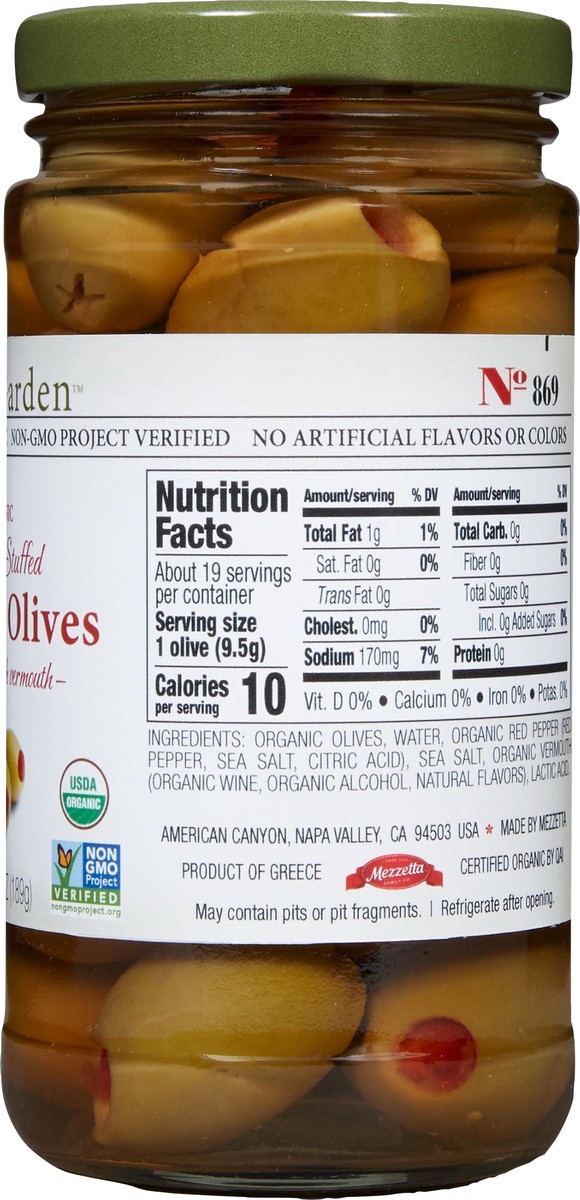 arden™
Nº 869
NON-GMO PROJECT VERIFIED NO ARTIFICIAL FLAVORS OR COLORS
Stuffed
Olives
vermouth –
Nutrition
Facts
About 19 servings
per container
Serving size
1 olive (9.5g)
Calories 10
per serving
Amount/serving % DV
Total Fat 1g 1%
Sat. Fat 0g 0%
Trans Fat 0g
Cholest. 0mg 0%
Sodium 170mg 7%
Amount/serving % DV
Total Carb. 0g 0%
Fiber 0g 0%
Total Sugars 0g
Incl. 0g Added Sugars 0%
Protein 0g
Vit. D 0% • Calcium 0% • Iron 0% • Potas. 0%
INGREDIENTS: ORGANIC OLIVES, WATER, ORGANIC RED PEPPER (RED
PEPPER, SEA SALT, CITRIC ACID), SEA SALT, ORGANIC VERMOUTH
(ORGANIC WINE, ORGANIC ALCOHOL, NATURAL FLAVORS), LACTIC ACID.
USDA
ORGANIC
AMERICAN CANYON, NAPA VALLEY, CA 94503 USA * MADE BY MEZZETTA
NON
GMO
Project
VERIFIED
nongmoproject.org
PRODUCT OF GREECE
Mezzetta
FAMILY CO.
CERTIFIED ORGANIC BY QAI
(189g)
May contain pits or pit fragments. | Refrigerate after opening.